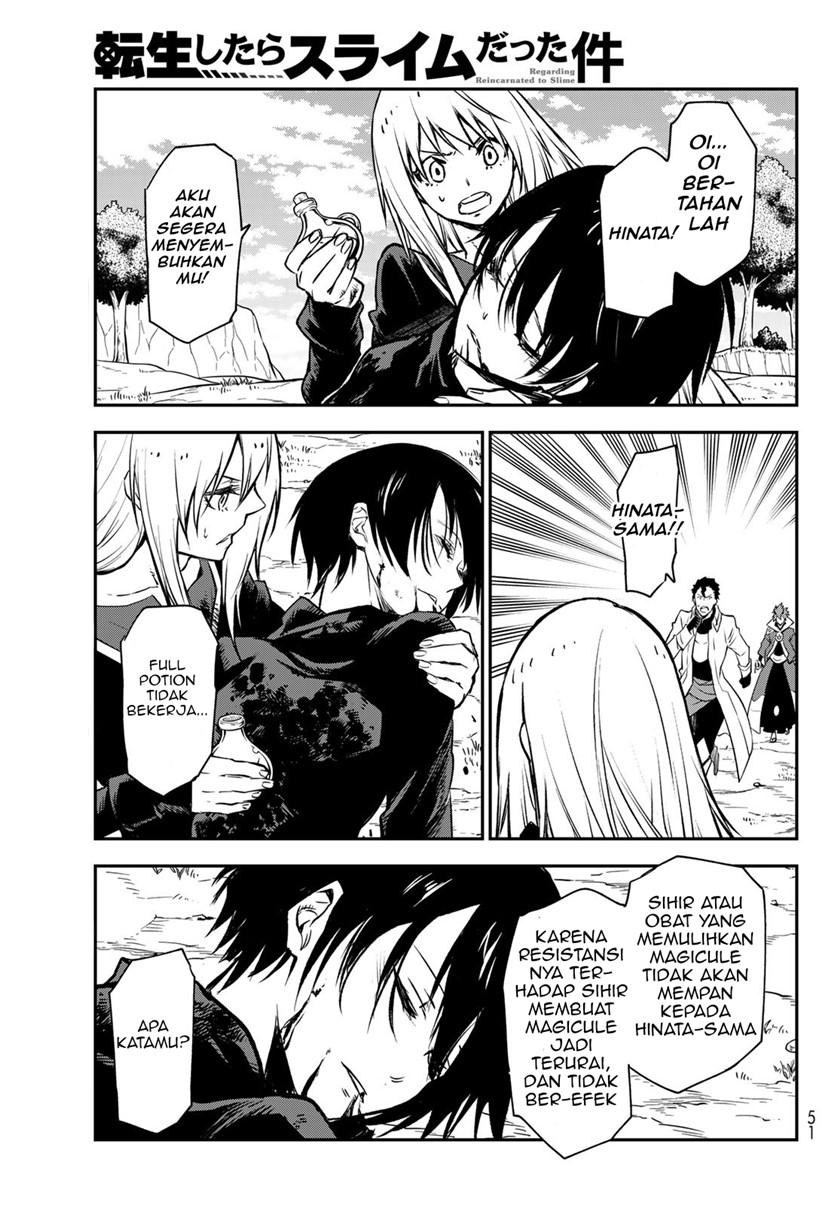 転生したらスライムだった件
Regarding
Reincarnated to Slime
OI...
OI
BER-
TAHAN
LAH
HINATA!
AKU
AKAN
SEGERA
MENYEM-
BUHKAN
MU!
HINATA-
SAMA!!
FULL
POTION
TIDAK
BEKERJA...
SIHIR ATAU
OBAT YANG
MEMULIHKAN
MAGICULE
TIDAK AKAN
MEMPAN
KEPADA
HINATA-SAMA
KARENA
RESISTANSI
NYA TER-
HADAP SIHIR
MEMBUAT
MAGICULE
JADI
TERURAI,
DAN TIDAK
BER-EFEK
APA
KATAMU?
51